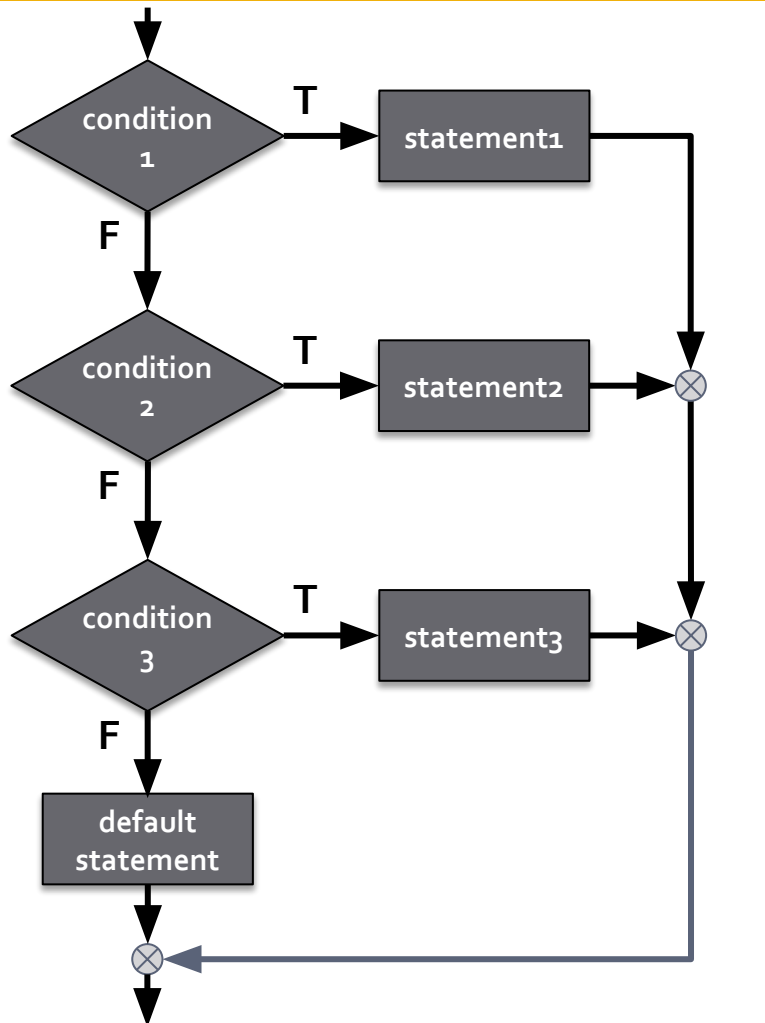 condition
1
T
statement1
F
condition
2
T
statement2
F
condition
3
T
statement3
F
default
statement